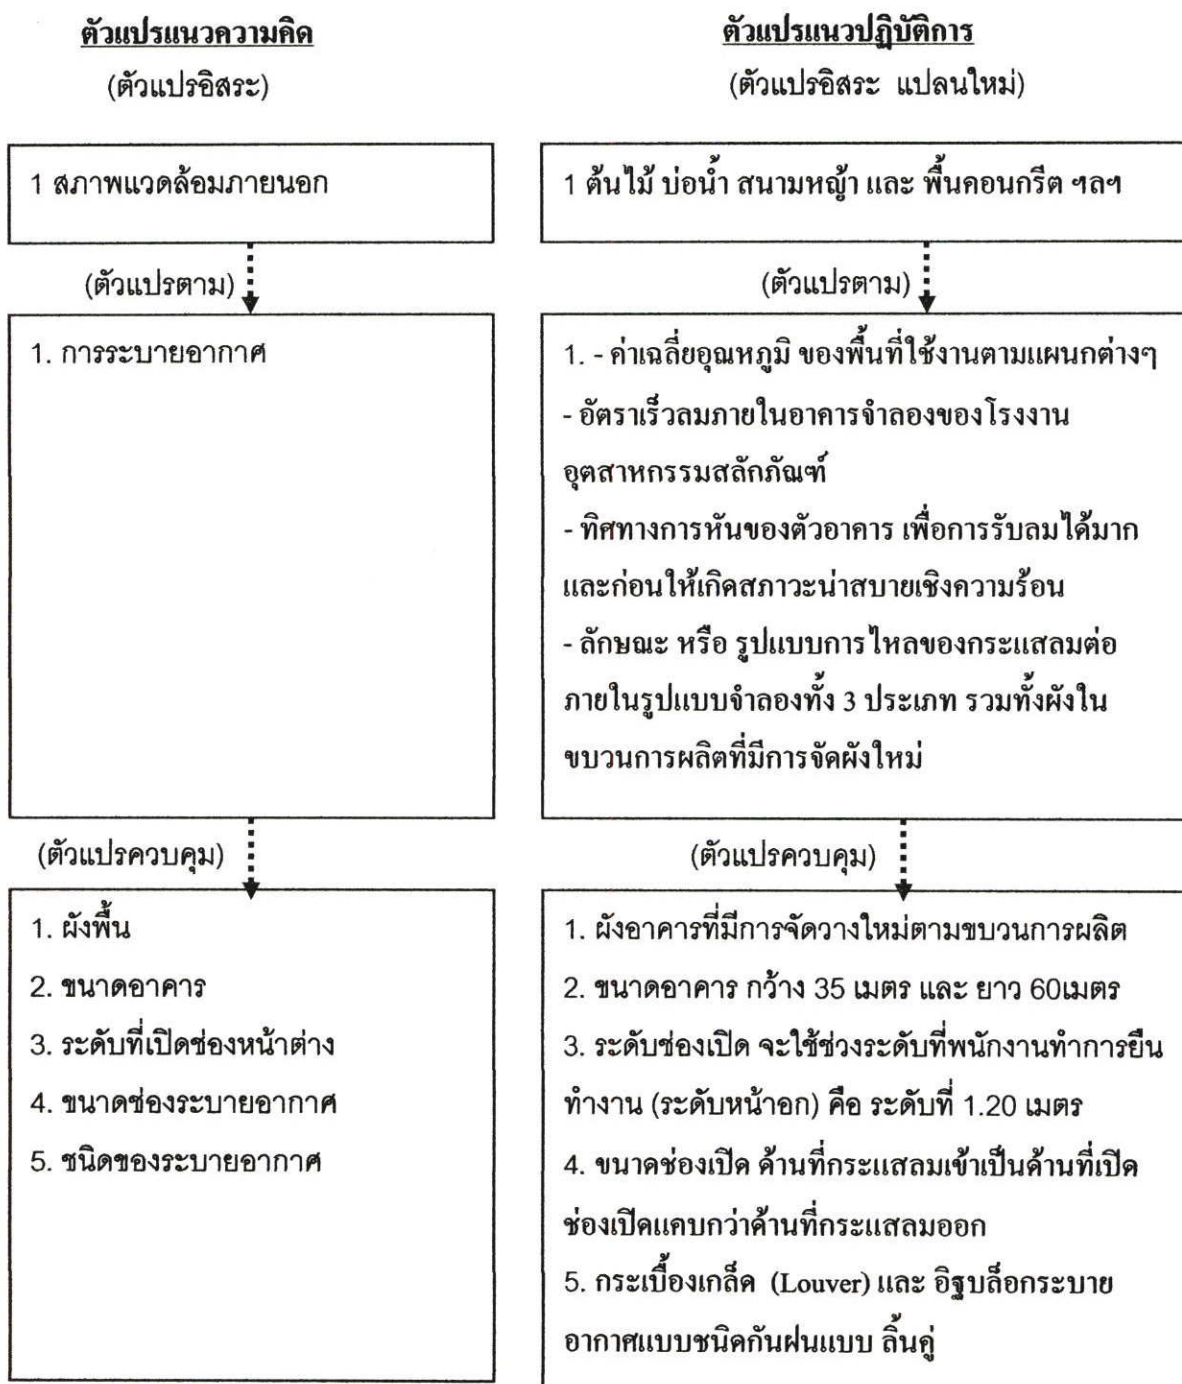 ตัวแปรแนวความคิด
(ตัวแปรอิสระ)
1 สภาพแวดล้อมภายนอก
(ตัวแปรตาม)
1. การระบายอากาศ
(ตัวแปรควบคุม)
1. ผังพื้น
2. ขนาดอาคาร
3. ระดับที่เปิดช่องหน้าต่าง
4. ขนาดช่องระบายอากาศ
5. ชนิดของระบายอากาศ
ตัวแปรแนวปฏิบัติการ
(ตัวแปรอิสระ แปลนใหม่)
1 ต้นไม้ บ่อน้ำ สนามหญ้า และ พื้นคอนกรีต ฯลฯ
(ตัวแปรตาม)
1. - ค่าเฉลี่ยอุณหภูมิ ของพื้นที่ใช้งานตามแผนกต่างๆ
- อัตราเร็วลมภายในอาคารจำลองของโรงงาน
อุตสาหกรรมสลักภัณฑ์
- ทิศทางการหันของตัวอาคาร เพื่อการรับลมได้มาก
และก่อนให้เกิดสภาวะน่าสบายเชิงความร้อน
- ลักษณะ หรือ รูปแบบการไหลของกระแสลมต่อ
ภายในรูปแบบจำลองทั้ง 3 ประเภท รวมทั้งผังใน
ขบวนการผลิตที่มีการจัดผังใหม่
(ตัวแปรควบคุม)
1. ผังอาคารที่มีการจัดวางใหม่ตามขบวนการผลิต
2. ขนาดอาคาร กว้าง 35 เมตร และ ยาว 60เมตร
3. ระดับช่องเปิด จะใช้ช่วงระดับที่พนักงานทำการยืน
ทำงาน (ระดับหน้าอก) คือ ระดับที่ 1.20 เมตร
4. ขนาดช่องเปิด ด้านที่กระแสลมเข้าเป็นด้านที่เปิด
ช่องเปิดแคบกว่าด้านที่กระแสลมออก
5. กระเบื้องเกล็ด (Louver) และ อิฐบล็อกระบาย
อากาศแบบชนิดกันฝนแบบ ลิ้นคู่